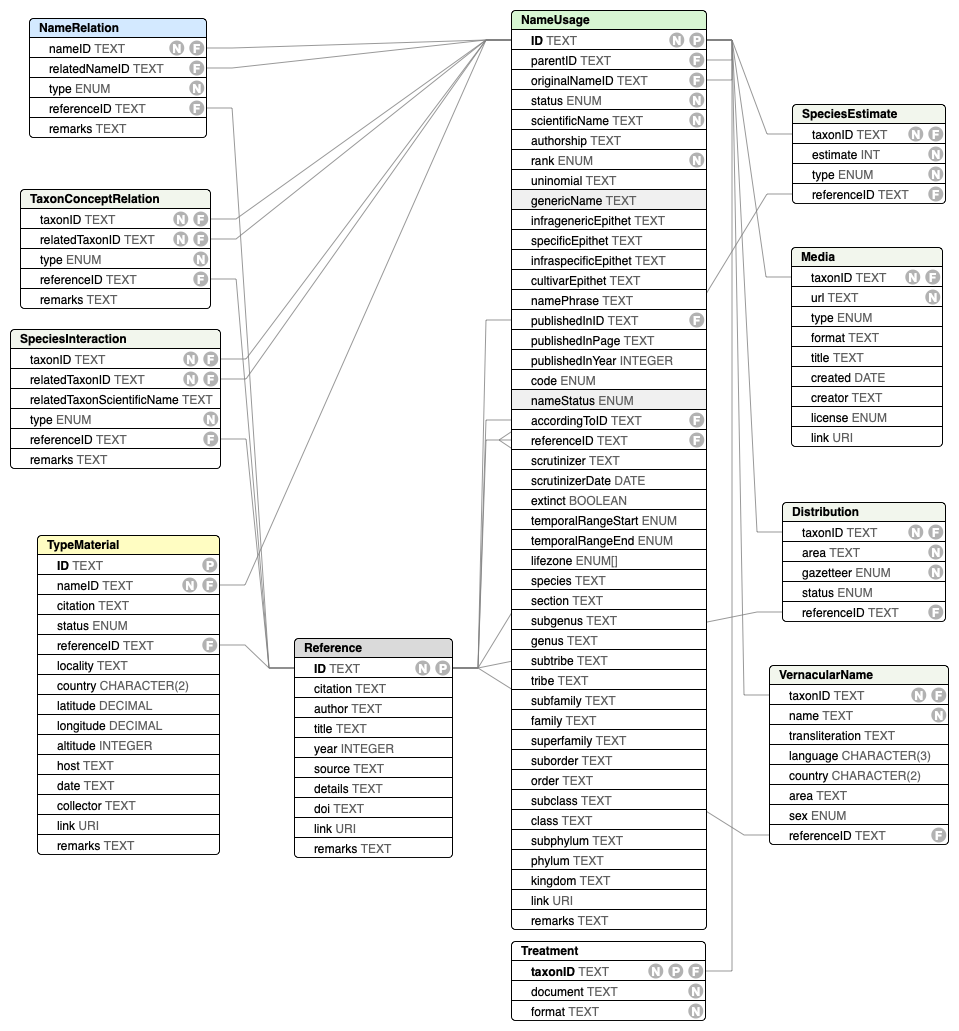 NameRelation
nameID TEXT N F
relatedNameID TEXT F
type ENUM N
referenceID TEXT F
remarks TEXT
TaxonConceptRelation
taxonID TEXT N F
relatedTaxonID TEXT N F
type ENUM N
referenceID TEXT F
remarks TEXT
SpeciesInteraction
taxonID TEXT N F
relatedTaxonID TEXT N F
relatedTaxonScientificName TEXT
type ENUM N
referenceID TEXT F
remarks TEXT
TypeMaterial
ID TEXT P
nameID TEXT N F
citation TEXT
status ENUM
referenceID TEXT F
locality TEXT
country CHARACTER(2)
latitude DECIMAL
longitude DECIMAL
altitude INTEGER
host TEXT
date TEXT
collector TEXT
link URI
remarks TEXT
Reference
ID TEXT N P
citation TEXT
author TEXT
title TEXT
year INTEGER
source TEXT
details TEXT
doi TEXT
link URI
remarks TEXT
NameUsage
ID TEXT N P
parentID TEXT F
originalNameID TEXT F
status ENUM N
scientificName TEXT N
authorship TEXT
rank ENUM N
uninomial TEXT
genericName TEXT
infragenericEpithet TEXT
specificEpithet TEXT
infraspecificEpithet TEXT
cultivarEpithet TEXT
namePhrase TEXT
publishedInID TEXT F
publishedInPage TEXT
publishedInYear INTEGER
code ENUM
nameStatus ENUM
accordingToID TEXT F
referenceID TEXT F
scrutinizer TEXT
scrutinizerDate DATE
extinct BOOLEAN
temporalRangeStart ENUM
temporalRangeEnd ENUM
lifezone ENUM[]
species TEXT
section TEXT
subgenus TEXT
genus TEXT
subtribe TEXT
tribe TEXT
subfamily TEXT
family TEXT
superfamily TEXT
suborder TEXT
order TEXT
subclass TEXT
class TEXT
subphylum TEXT
phylum TEXT
kingdom TEXT
link URI
remarks TEXT
Treatment
taxonID TEXT N P F
document TEXT N
format TEXT N
SpeciesEstimate
taxonID TEXT N F
estimate INT N
type ENUM N
referenceID TEXT F
Media
taxonID TEXT N F
url TEXT N
type ENUM
format TEXT
title TEXT
created DATE
creator TEXT
license ENUM
link URI
Distribution
taxonID TEXT N F
area TEXT N
gazetteer ENUM N
status ENUM
referenceID TEXT F
VernacularName
taxonID TEXT N F
name TEXT N
transliteration TEXT
language CHARACTER(3)
country CHARACTER(2)
area TEXT
sex ENUM
referenceID TEXT F